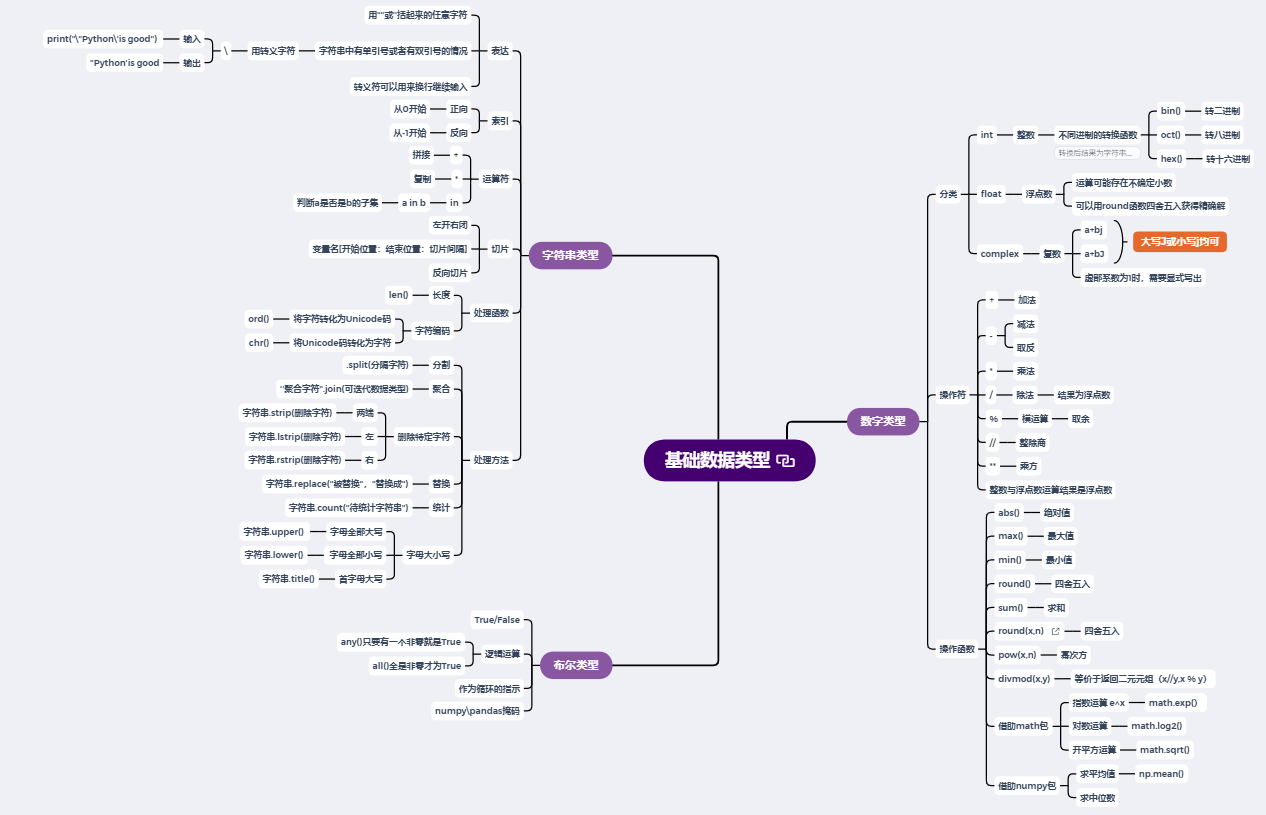 基础数据类型
数字类型
分类
int
整数
不同进制的转换函数
转换后结果为字符串...
bin()
转二进制
oct()
转八进制
hex()
转十六进制
float
浮点数
运算可能存在不确定小数
可以用round函数四舍五入获得精确解
complex
复数
a+bj
a+bJ
大写J或小写j均可
虚部系数为1时，需要显式写出
操作符
+
加法
-
减法
取反
*
乘法
/
除法
结果为浮点数
%
模运算
取余
//
整除商
**
乘方
整数与浮点数运算结果是浮点数
操作函数
abs()
绝对值
max()
最大值
min()
最小值
round()
四舍五入
sum()
求和
round(x,n)
四舍五入
pow(x,n)
幂次方
divmod(x,y)
等价于返回二元元组（x//y,x % y）
借助math包
指数运算 e^x
math.exp()
对数运算
math.log2()
开平方运算
math.sqrt()
借助numpy包
求平均值
np.mean()
求中位数
字符串类型
表达
用""或''括起来的任意字符
字符串中有单引号或者有双引号的情况
用转义字符
\
输入
print("\"Python\'is good")
输出
"Python'is good
转义符可以用来换行继续输入
索引
正向
从0开始
反向
从-1开始
运算符
+
拼接
*
复制
in
a in b
判断a是否是b的子集
切片
左开右闭
变量名[开始位置：结束位置：切片间隔]
反向切片
处理函数
长度
len()
字符编码
将字符转化为Unicode码
ord()
将Unicode码转化为字符
chr()
处理方法
分割
.split(分隔字符)
聚合
"聚合字符".join(可迭代数据类型)
删除特定字符
两端
字符串.strip(删除字符)
左
字符串.lstrip(删除字符)
右
字符串.rstrip(删除字符)
替换
字符串.replace("被替换"，"替换成")
统计
字符串.count("待统计字符串")
字母大小写
字母全部大写
字符串.upper()
字母全部小写
字符串.lower()
首字母大写
字符串.title()
布尔类型
True/False
逻辑运算
any()只要有一个非零就是True
all()全是非零才为True
作为循环的指示
numpy\pandas掩码